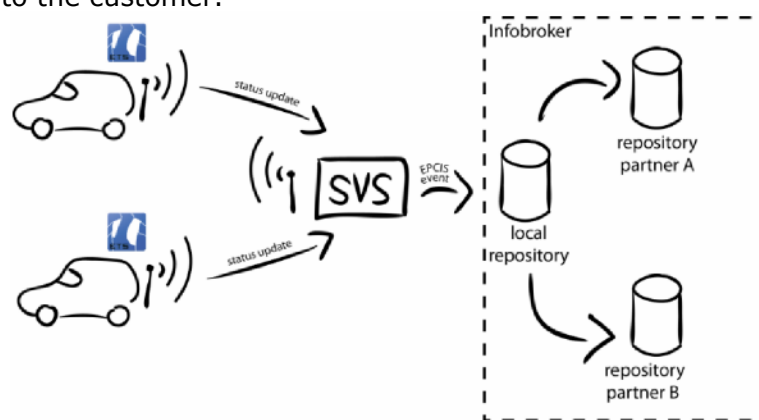 to the customer.
Infobroker
status update
EPCIS
event
SVS
status update
repository
partner A
local
repository
repository
partner B